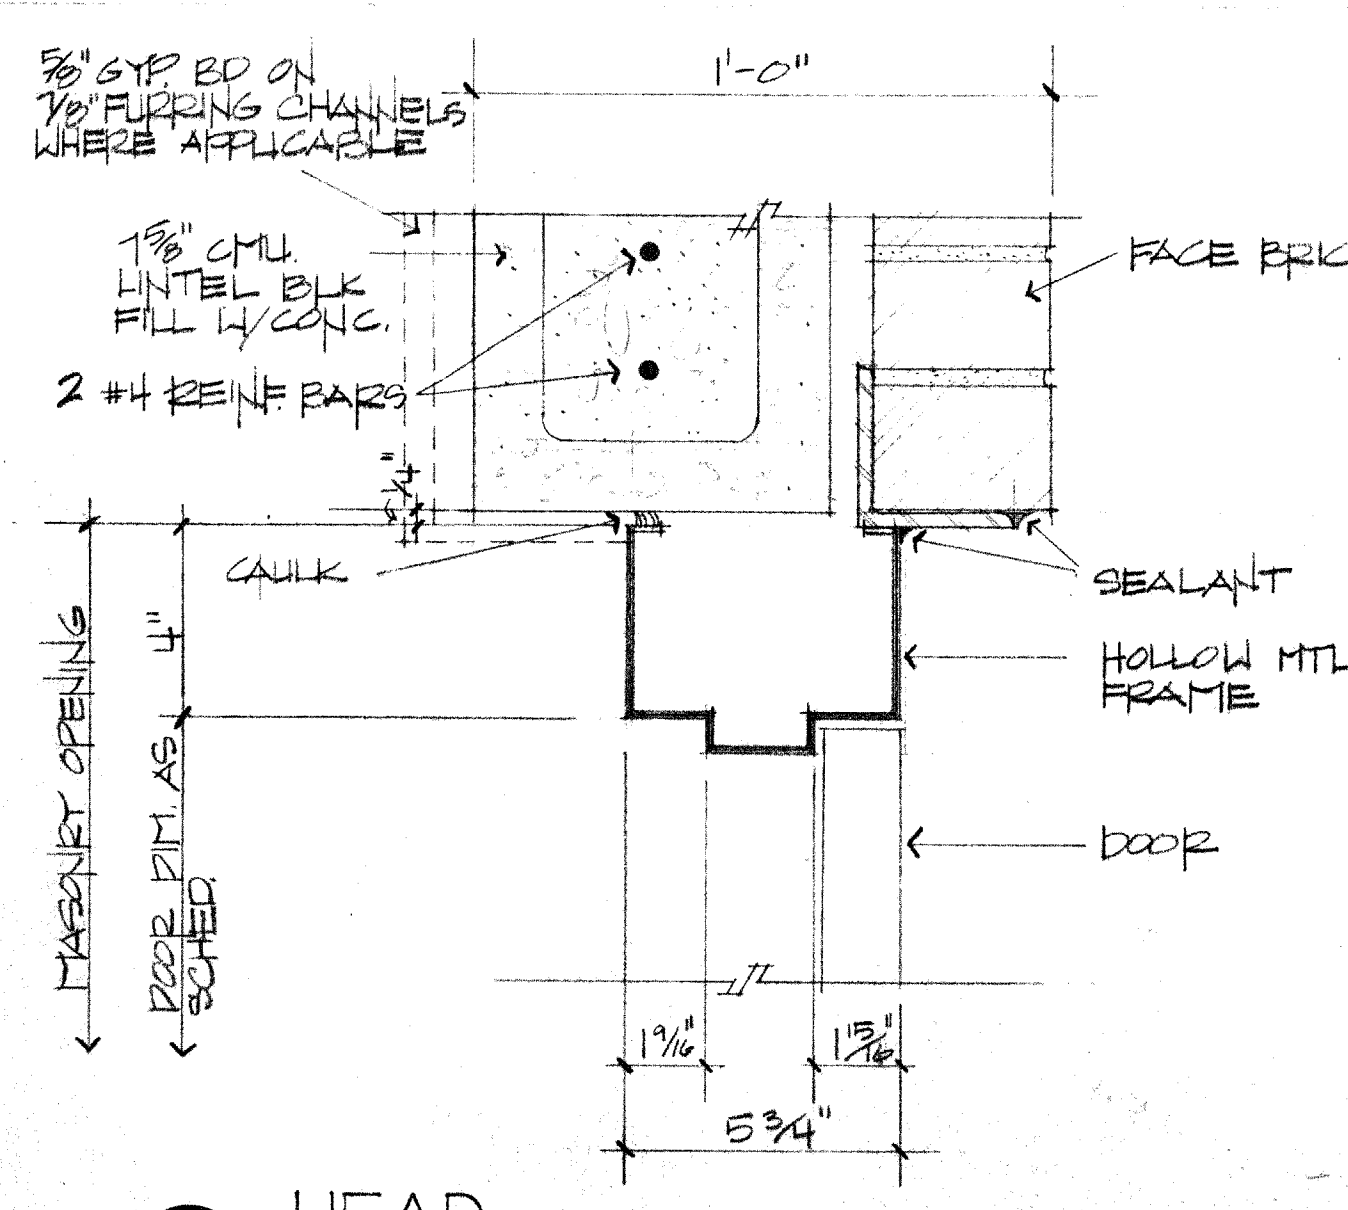 5/8" GYP. BD ON
7/8" FURRING CHANNELS
WHERE APPLICABLE
1'-0"
7 5/8" CMU.
LINTEL BLK
FILL W/CONC.
2 #4 REINF. BARS
FACE BRIC
1/4"
CAULK
SEALANT
HOLLOW MTL
FRAME
DOOR
MASONRY OPENING
4"
DOOR DIM. AS
SCHED.
1 9/16"
1 15/16"
5 3/4"
HEAD